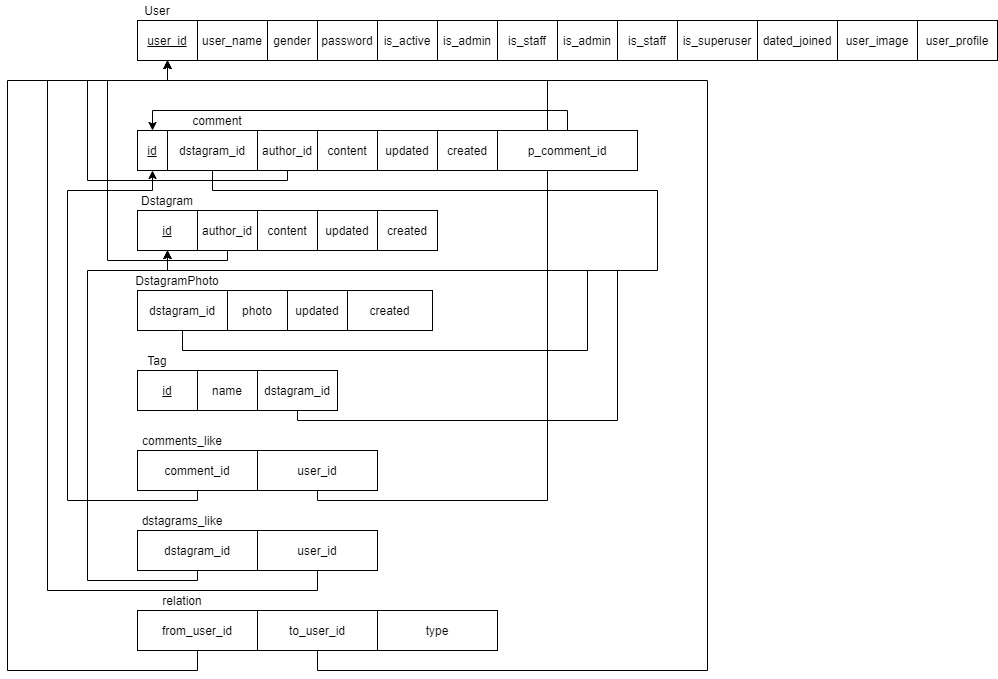 User
user_id user_name gender password is_active is_admin is_staff is_admin is_staff is_superuser dated_joined user_image user_profile
comment
id dstagram_id author_id content updated created p_comment_id
Dstagram
id author_id content updated created
DstagramPhoto
dstagram_id photo updated created
Tag
id name dstagram_id
comments_like
comment_id user_id
dstagrams_like
dstagram_id user_id
relation
from_user_id to_user_id type